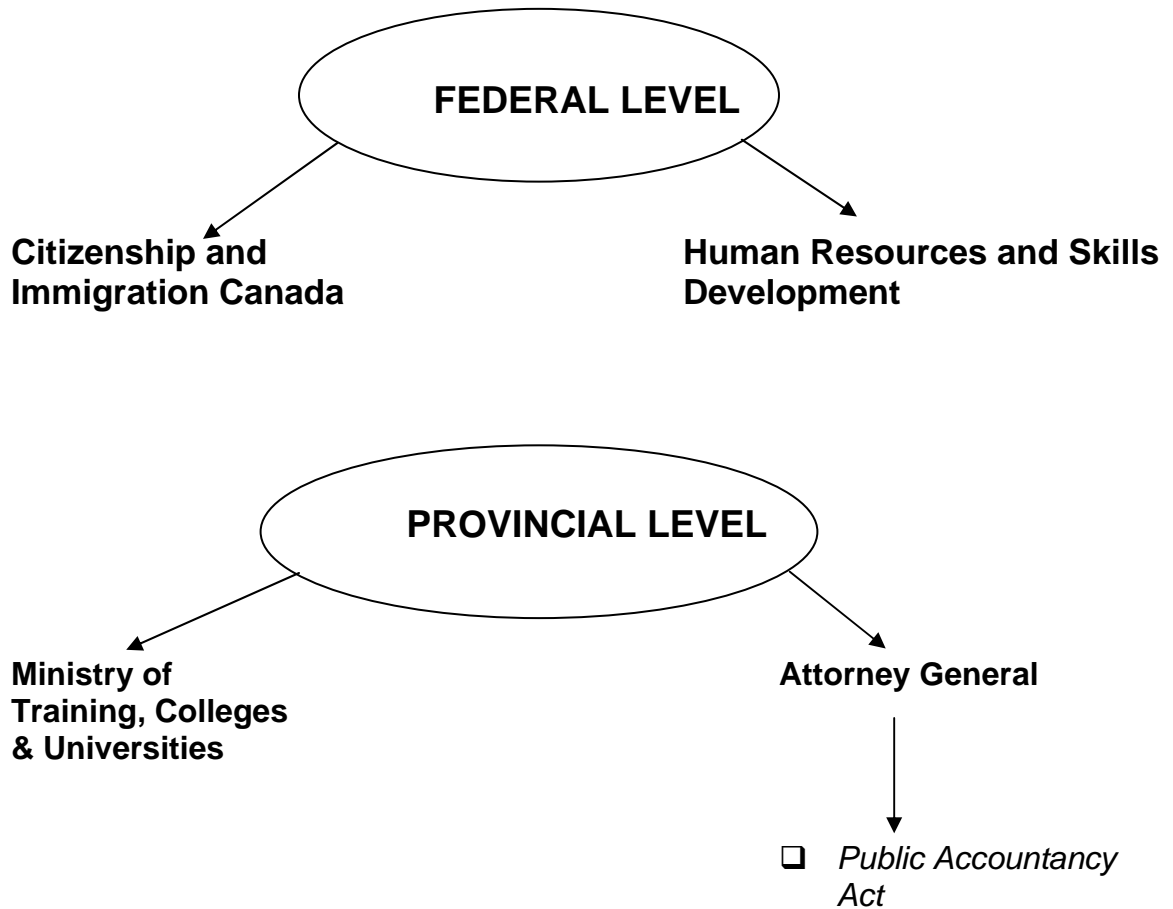 FEDERAL LEVEL
Citizenship and
Immigration Canada
Human Resources and Skills
Development
PROVINCIAL LEVEL
Ministry of
Training, Colleges
& Universities
Attorney General
❑ Public Accountancy
Act